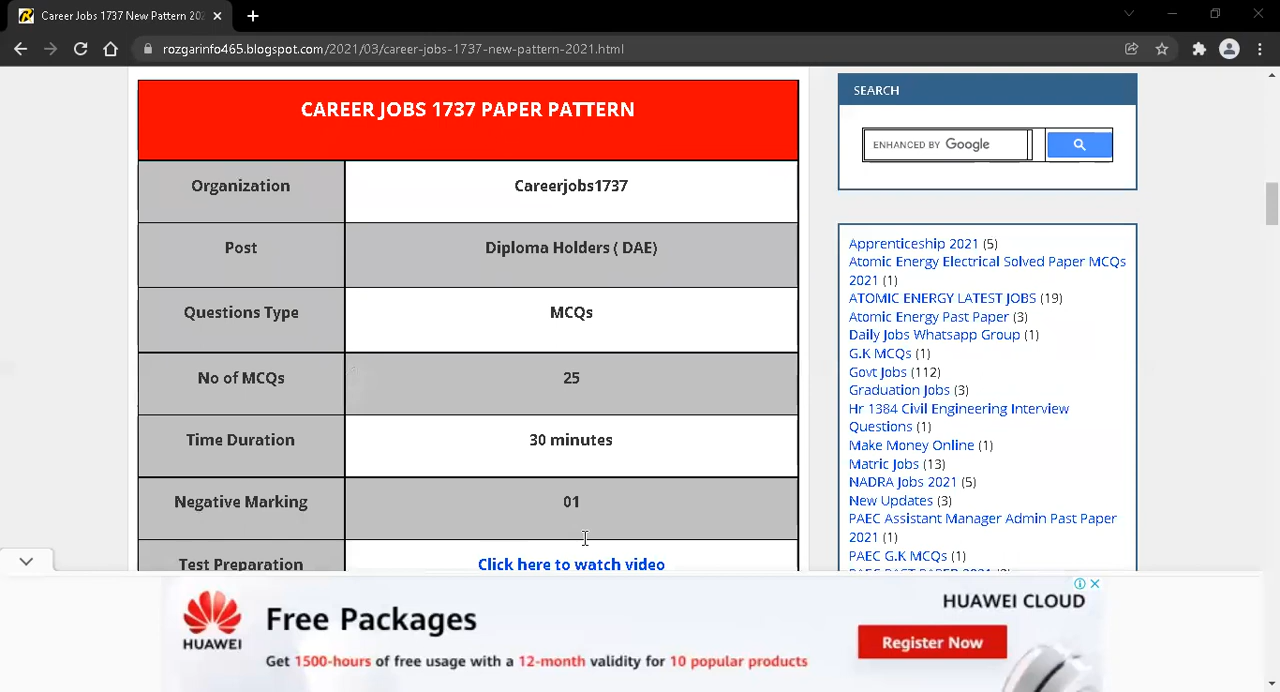 Career Jobs 1737 New Pattern 202
rozgarinfo465.blogspot.com/2021/03/career-jobs-1737-new-pattern-2021.html
CAREER JOBS 1737 PAPER PATTERN
Organization Careerjobs1737
Post Diploma Holders ( DAE)
Questions Type MCQs
No of MCQs 25
Time Duration 30 minutes
Negative Marking 01
Test Preparation Click here to watch video
SEARCH
ENHANCED BY Google
Apprenticeship 2021 (5)
Atomic Energy Electrical Solved Paper MCQs
2021 (1)
ATOMIC ENERGY LATEST JOBS (19)
Atomic Energy Past Paper (3)
Daily Jobs Whatsapp Group (1)
G.K MCQs (1)
Govt Jobs (112)
Graduation Jobs (3)
Hr 1384 Civil Engineering Interview
Questions (1)
Make Money Online (1)
Matric Jobs (13)
NADRA Jobs 2021 (5)
New Updates (3)
PAEC Assistant Manager Admin Past Paper
2021 (1)
PAEC G.K MCQs (1)
HUAWEI
Free Packages
Get 1500-hours of free usage with a 12-month validity for 10 popular products
HUAWEI CLOUD
Register Now